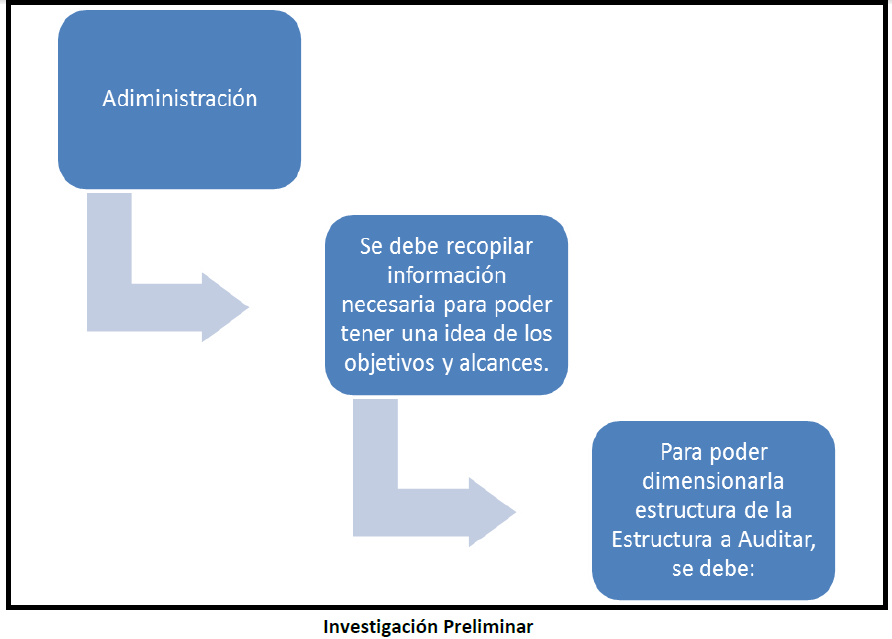 Adiministración
Se debe recopilar
información
necesaria para poder
tener una idea de los
objetivos y alcances.
Para poder
dimensionarla
estructura de la
Estructura a Auditar,
se debe:
Investigación Preliminar